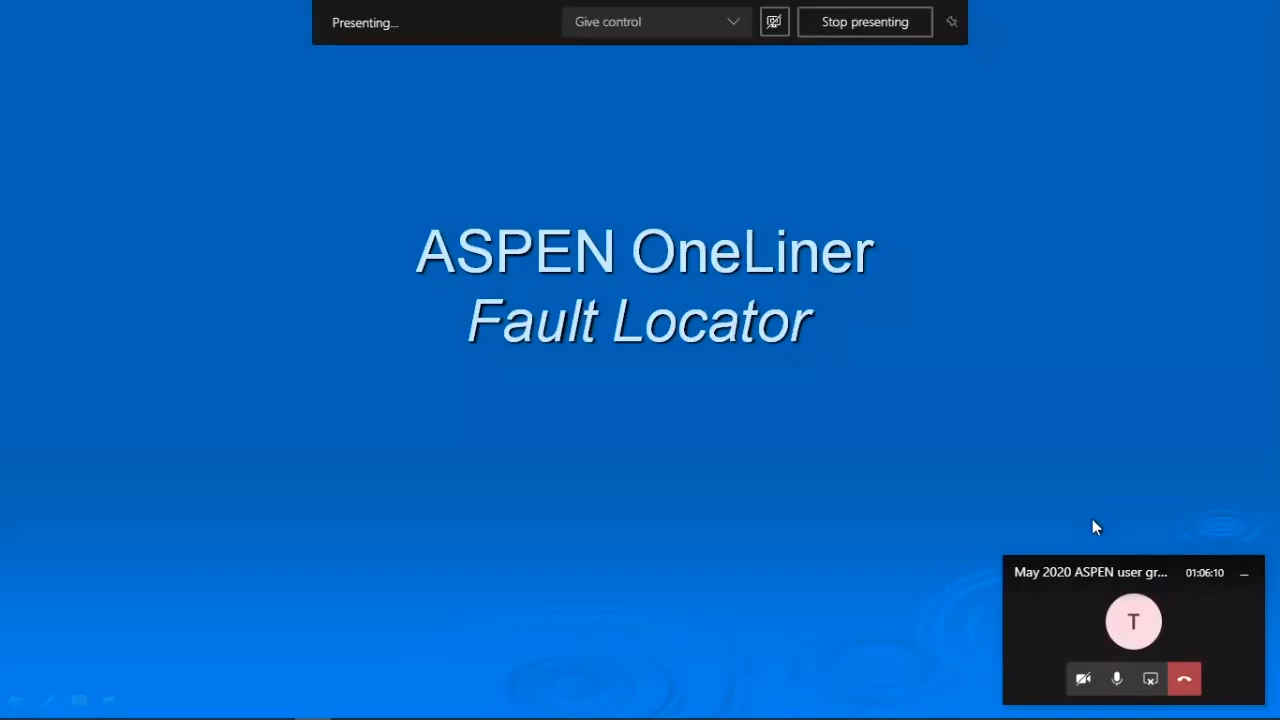 Presenting...
Give control
Stop presenting
ASPEN OneLiner
Fault Locator
May 2020 ASPEN user gr...
01:06:10
T